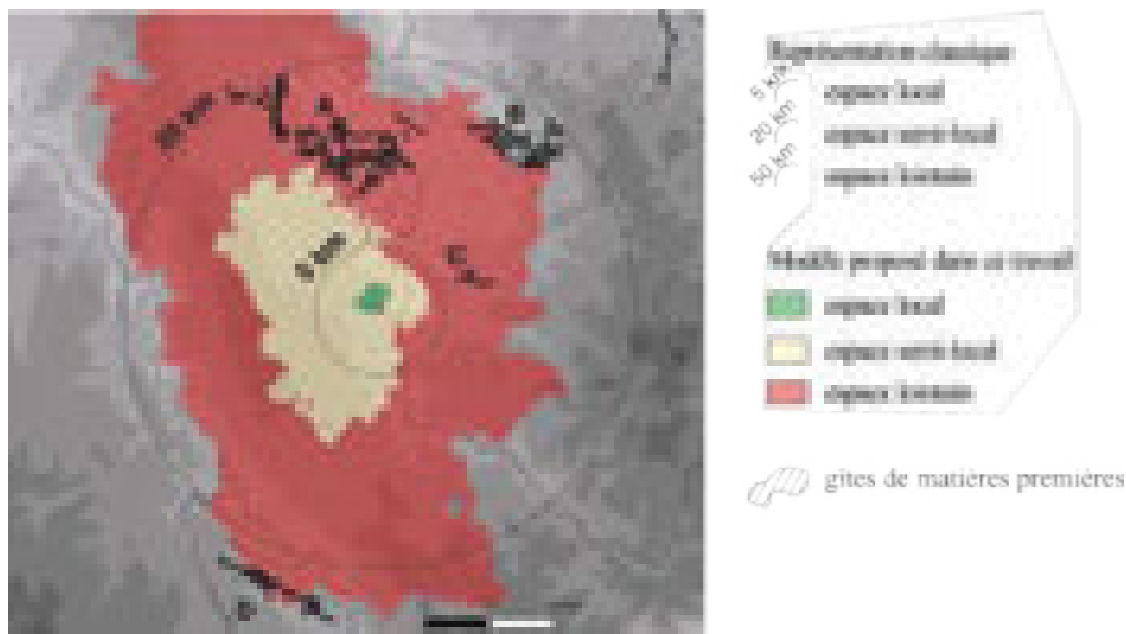 Représentation classique
5 km
espace local
20 km
espace semi-local
50 km
espace lointain
Modèle proposé dans ce travail
espace local
espace semi-local
espace lointain
gîtes de matières premières